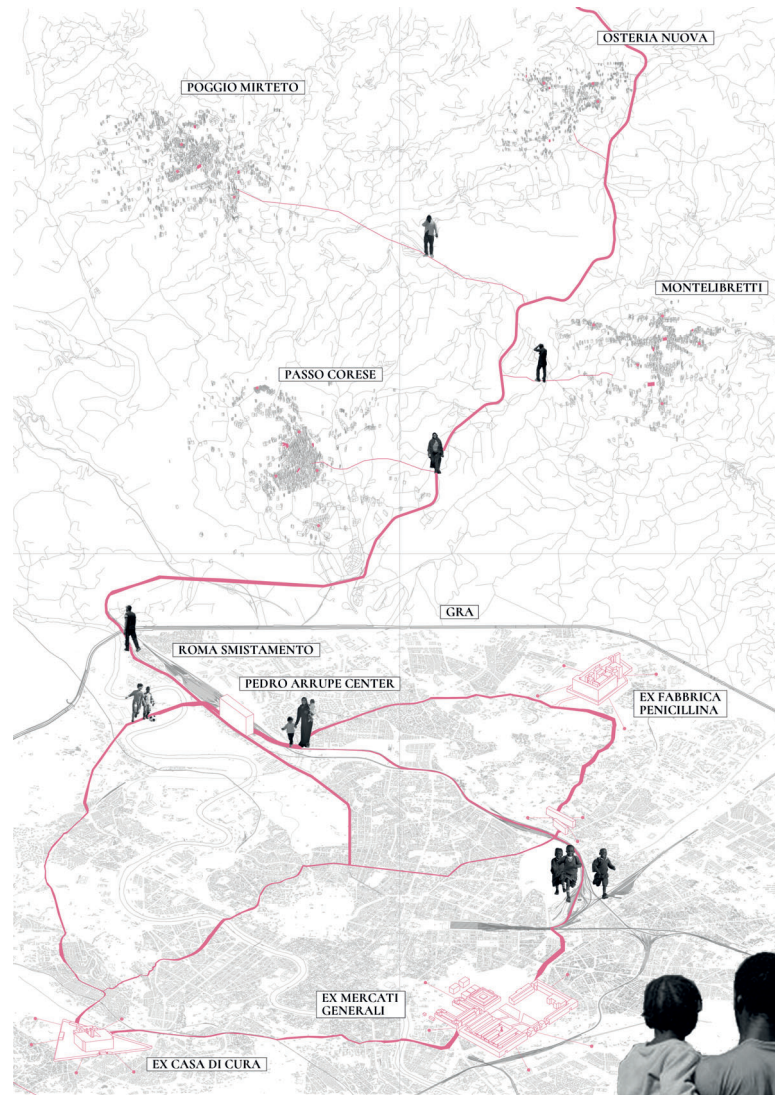 OSTERIA NUOVA
POGGIO MIRTETO
MONTELIBRETTI
PASSO CORESE
GRA
ROMA SMISTAMENTO
PEDRO ARRUPE CENTER
EX FABBRICA
PENICILLINA
EX MERCATI
GENERALI
EX CASA DI CURA